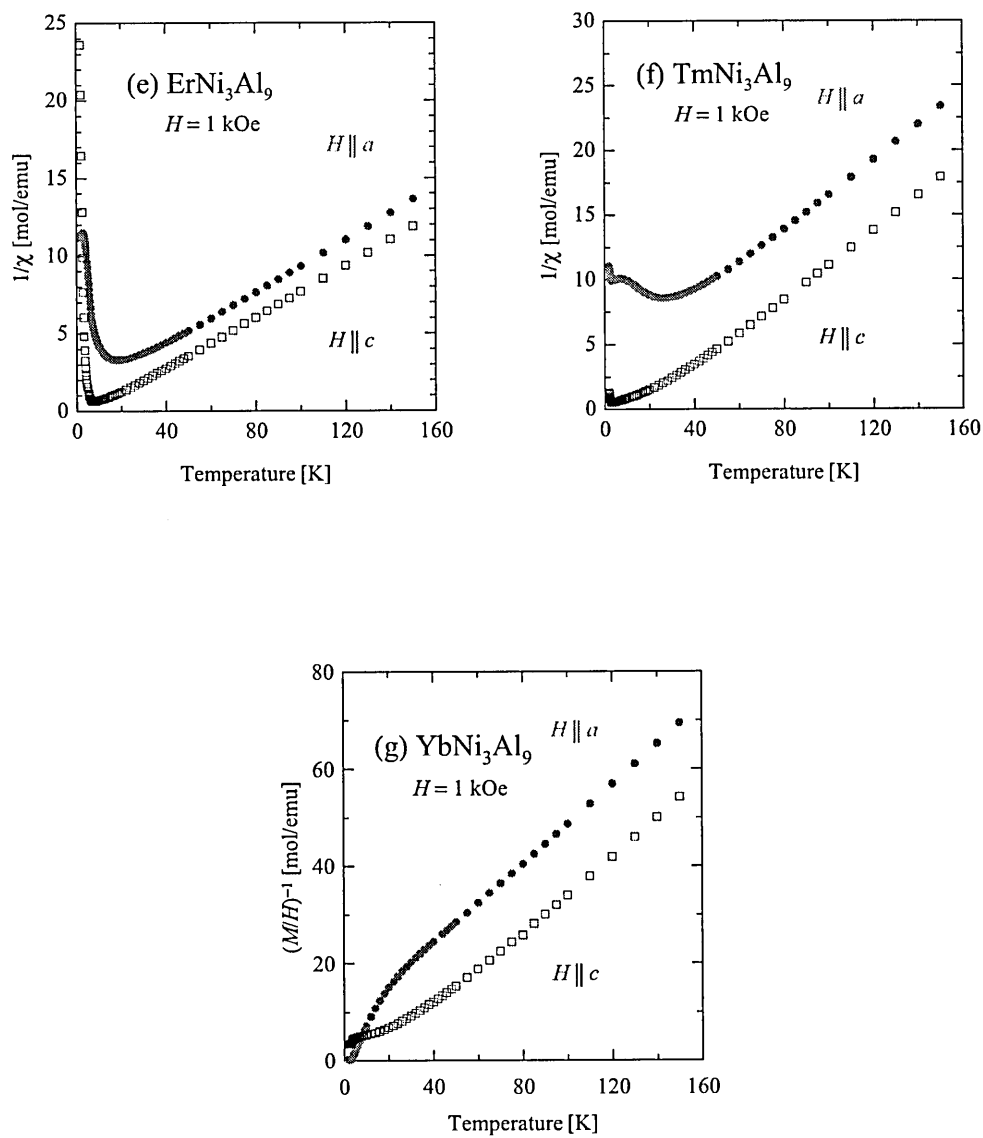 (e) ErNi₃Al₉
H = 1 kOe
H ∥ a
H ∥ c
1/χ [mol/emu]
25
20
15
10
5
0
0 40 80 120 160
Temperature [K]
(f) TmNi₃Al₉
H = 1 kOe
H ∥ a
H ∥ c
1/χ [mol/emu]
30
25
20
15
10
5
0
0 40 80 120 160
Temperature [K]
(g) YbNi₃Al₉
H = 1 kOe
H ∥ a
H ∥ c
(M/H)⁻¹ [mol/emu]
80
60
40
20
0
0 40 80 120 160
Temperature [K]